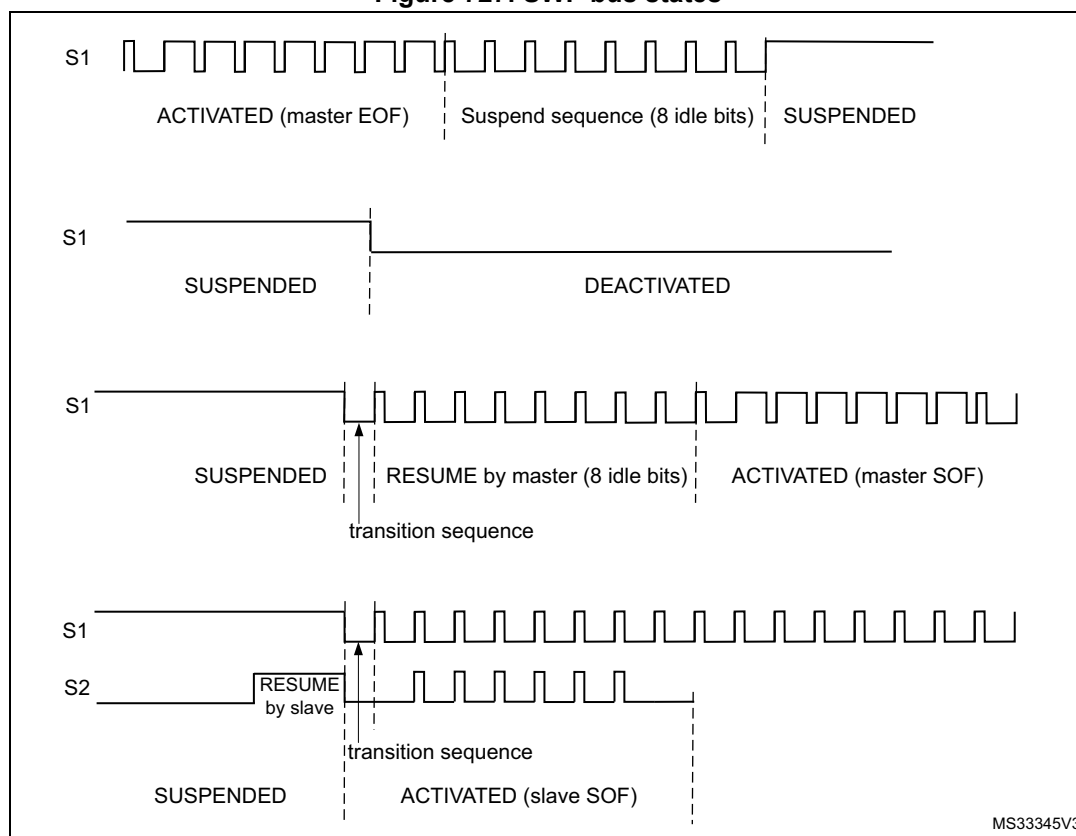 Figure SWP bus states
S1
ACTIVATED (master EOF) Suspend sequence (8 idle bits) SUSPENDED
S1
SUSPENDED DEACTIVATED
S1
SUSPENDED RESUME by master (8 idle bits) ACTIVATED (master SOF)
transition sequence
S1
S2
RESUME
by slave
transition sequence
SUSPENDED ACTIVATED (slave SOF)
MS33345V3